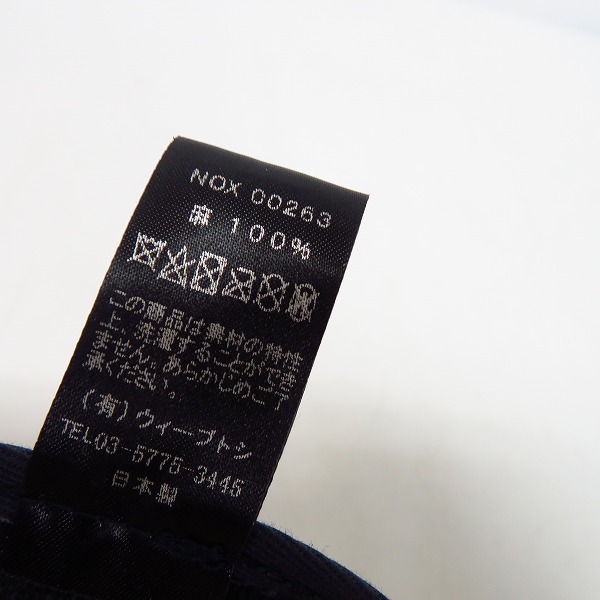 NOX 00263
麻 100%
この商品は素材の特性
上、洗濯することができ
ません。あらかじめご了
承ください。
(有)ウィーブトシ
TEL03-5775-3445
日本製